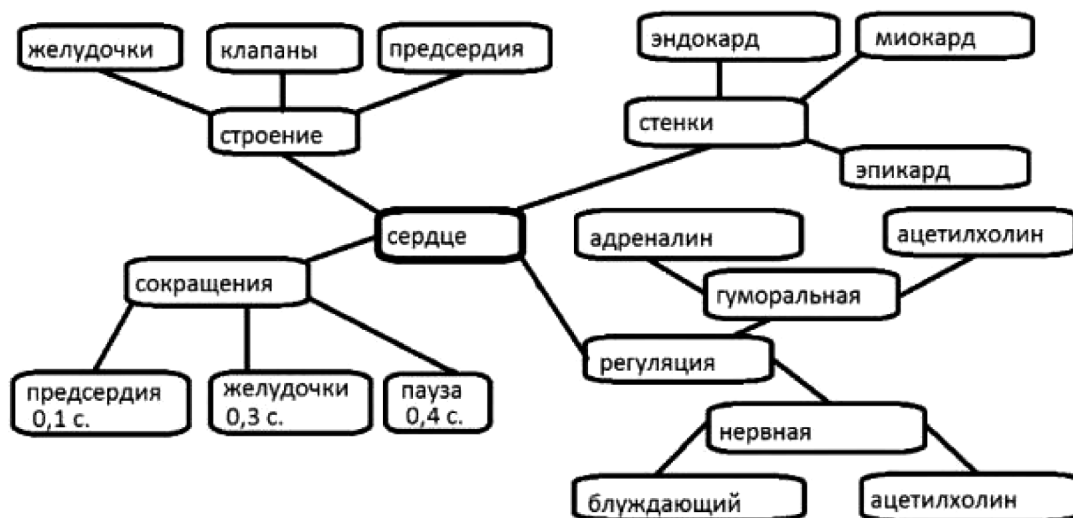 желудочки
клапаны
предсердия
строение
эндокард
миокард
стенки
эпикард
сердце
адреналин
ацетилхолин
сокращения
гуморальная
регуляция
предсердия
0,1 с.
желудочки
0,3 с.
пауза
0,4 с.
нервная
блуждающий
ацетилхолин